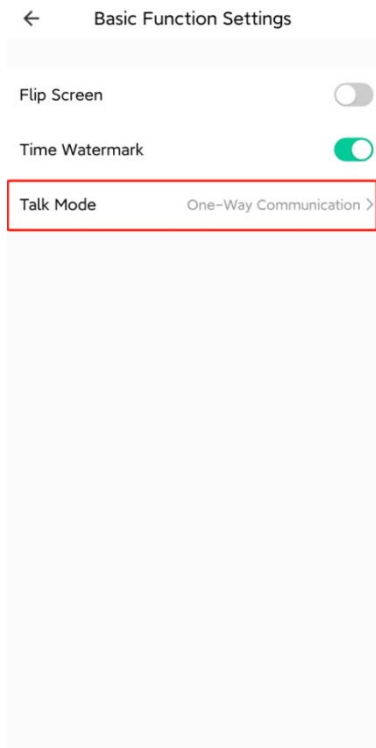 Basic Function Settings
Flip Screen
Time Watermark
Talk Mode One-Way Communication >